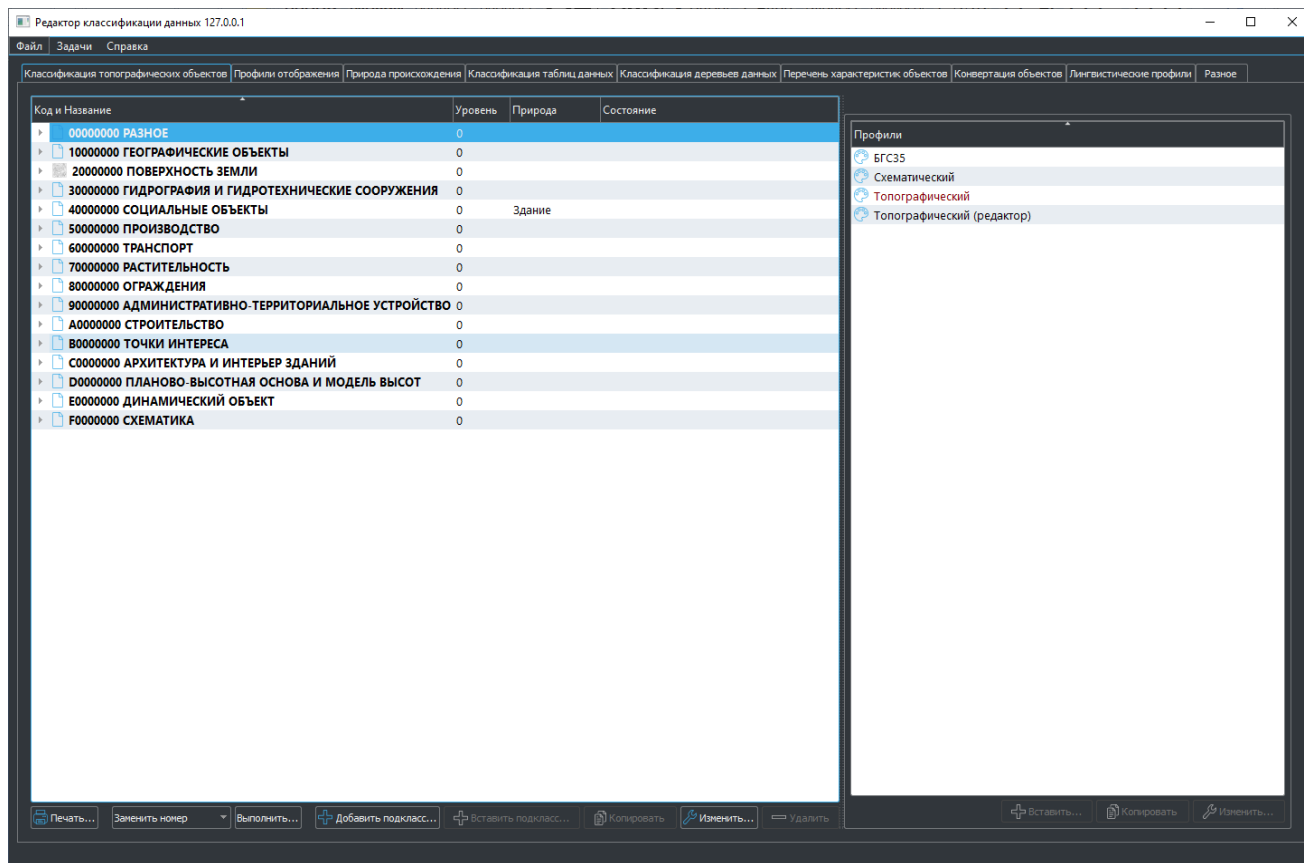 Редактор классификации данных 127.0.0.1
Файл Задачи Справка
Классификация топографических объектов Профили отображения Природа происхождения Классификация таблиц данных Классификация деревьев данных Перечень характеристик объектов Конвертация объектов Лингвистические профили Разное
Код и Название Уровень Природа Состояние
00000000 РАЗНОЕ 0
10000000 ГЕОГРАФИЧЕСКИЕ ОБЪЕКТЫ 0
20000000 ПОВЕРХНОСТЬ ЗЕМЛИ 0
30000000 ГИДРОГРАФИЯ И ГИДРОТЕХНИЧЕСКИЕ СООРУЖЕНИЯ 0
40000000 СОЦИАЛЬНЫЕ ОБЪЕКТЫ 0 Здание
50000000 ПРОИЗВОДСТВО 0
60000000 ТРАНСПОРТ 0
70000000 РАСТИТЕЛЬНОСТЬ 0
80000000 ОГРАЖДЕНИЯ 0
90000000 АДМИНИСТРАТИВНО-ТЕРРИТОРИАЛЬНОЕ УСТРОЙСТВО 0
A0000000 СТРОИТЕЛЬСТВО 0
B0000000 ТОЧКИ ИНТЕРЕСА 0
C0000000 АРХИТЕКТУРА И ИНТЕРЬЕР ЗДАНИЙ 0
D0000000 ПЛАНОВО-ВЫСОТНАЯ ОСНОВА И МОДЕЛЬ ВЫСОТ 0
E0000000 ДИНАМИЧЕСКИЙ ОБЪЕКТ 0
F0000000 СХЕМАТИКА 0
Печать... Заменить номер Выполнить... Добавить подкласс... Вставить подкласс... Копировать Изменить... Удалить
Профили
БГС35
Схематический
Топографический
Топографический (редактор)
Вставить... Копировать Изменить...